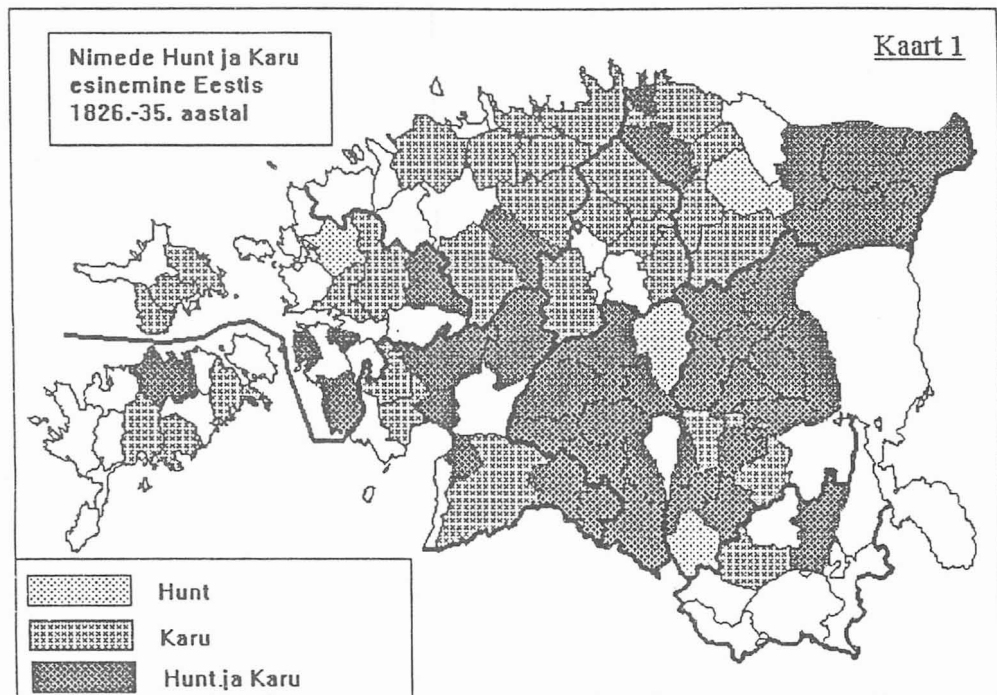 Nimede Hunt ja Karu
esinemine Eestis
1826.-35. aastal
Kaart 1
Hunt
Karu
Hunt.ja Karu